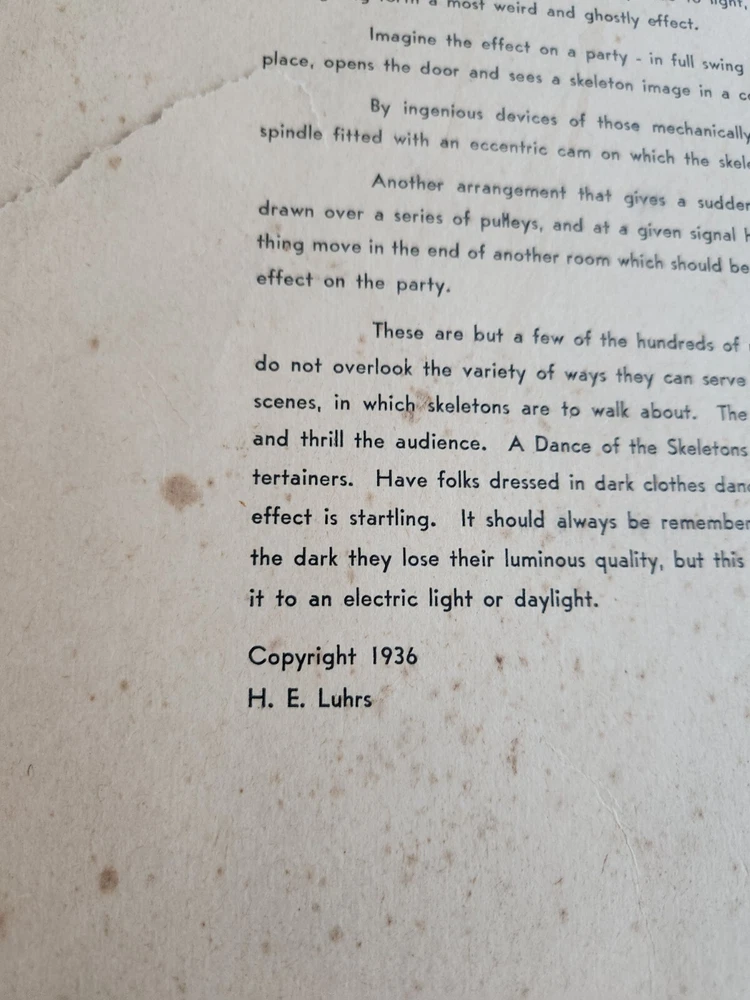 a most weird and ghostly effect.
Imagine the effect on a party - in full swing
place, opens the door and sees a skeleton image in a
By ingenious devices of those mechanically
spindle fitted with an eccentric cam on which the
Another arrangement that gives a sudden
drawn over a series of pulleys, and at a given signal
thing move in the end of another room which should be
effect on the party.
These are but a few of the hundreds of
do not overlook the variety of ways they can serve
scenes, in which skeletons are to walk about. The
and thrill the audience. A Dance of the Skeletons
tertainers. Have folks dressed in dark clothes
effect is startling. It should always be
the dark they lose their luminous quality, but this
it to an electric light or daylight.
Copyright 1936
H. E. Luhrs